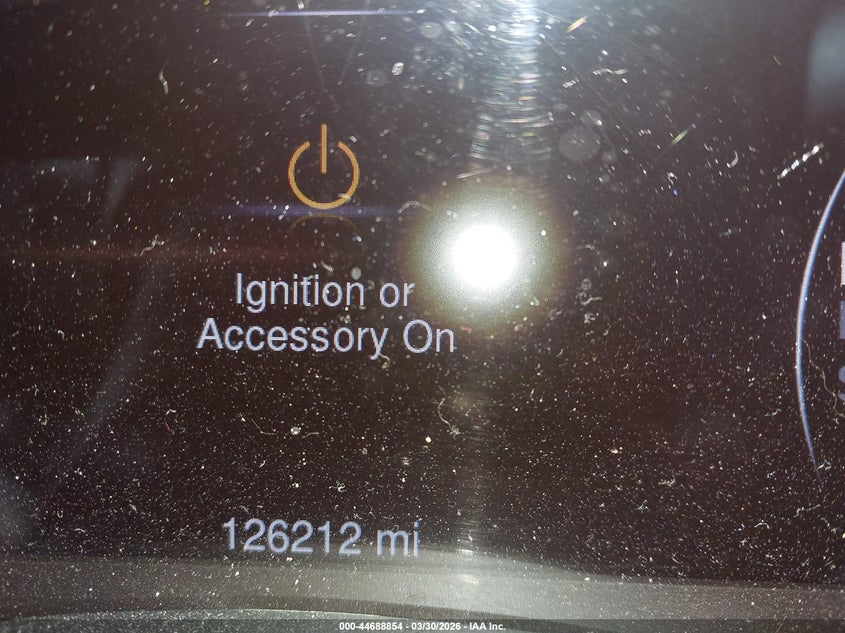 Ignition or
Accessory On
126212 mi
000-44688854 - 03/30/2026 - IAA Inc.